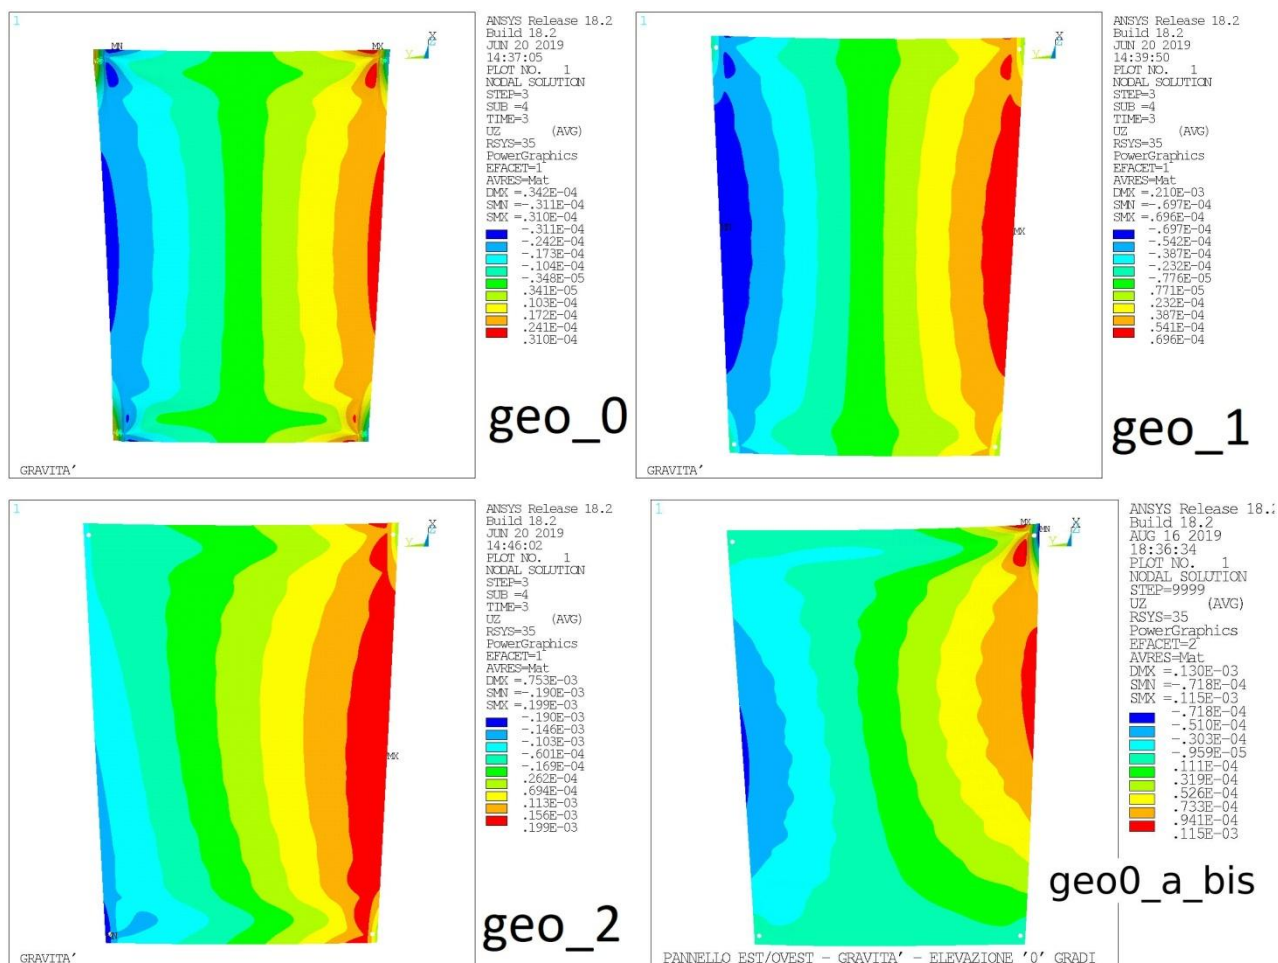 1
ANSYS Release 18.2
Build 18.2
JUN 20 2019
14:37:05
PLOT NO. 1
NODAL SOLUTION
STEP=3
SUB =4
TIME=3
UZ (AVG)
RSYS=35
PowerGraphics
EFACET=1
AVRES=Mat
DMX =.342E-04
SMN =-.311E-04
SMX =.310E-04
-.311E-04
-.242E-04
-.173E-04
-.104E-04
-.348E-05
.341E-05
.103E-04
.172E-04
.241E-04
.310E-04
MN
MX
X
Y
Z
geo_0
GRAVITA'
1
ANSYS Release 18.2
Build 18.2
JUN 20 2019
14:39:50
PLOT NO. 1
NODAL SOLUTION
STEP=3
SUB =4
TIME=3
UZ (AVG)
RSYS=35
PowerGraphics
EFACET=1
AVRES=Mat
DMX =.210E-03
SMN =-.697E-04
SMX =.696E-04
-.697E-04
-.542E-04
-.387E-04
-.232E-04
-.776E-05
.771E-05
.232E-04
.387E-04
.541E-04
.696E-04
X
Y
Z
MX
geo_1
GRAVITA'
1
ANSYS Release 18.2
Build 18.2
JUN 20 2019
14:46:02
PLOT NO. 1
NODAL SOLUTION
STEP=3
SUB =4
TIME=3
UZ (AVG)
RSYS=35
PowerGraphics
EFACET=1
AVRES=Mat
DMX =.753E-03
SMN =-.190E-03
SMX =.199E-03
-.190E-03
-.146E-03
-.103E-03
-.601E-04
-.169E-04
.262E-04
.694E-04
.113E-03
.156E-03
.199E-03
X
Y
Z
MX
geo_2
GRAVITA'
1
ANSYS Release 18.2
Build 18.2
AUG 16 2019
18:36:34
PLOT NO. 1
NODAL SOLUTION
STEP=9999
UZ (AVG)
RSYS=35
PowerGraphics
EFACET=2
AVRES=Mat
DMX =.130E-03
SMN =-.718E-04
SMX =.115E-03
-.718E-04
-.510E-04
-.303E-04
-.959E-05
.111E-04
.319E-04
.526E-04
.733E-04
.941E-04
.115E-03
MX
MN
X
Y
Z
geo0_a_bis
PANNELLO EST/OVEST - GRAVITA' - ELEVAZIONE '0' GRADI